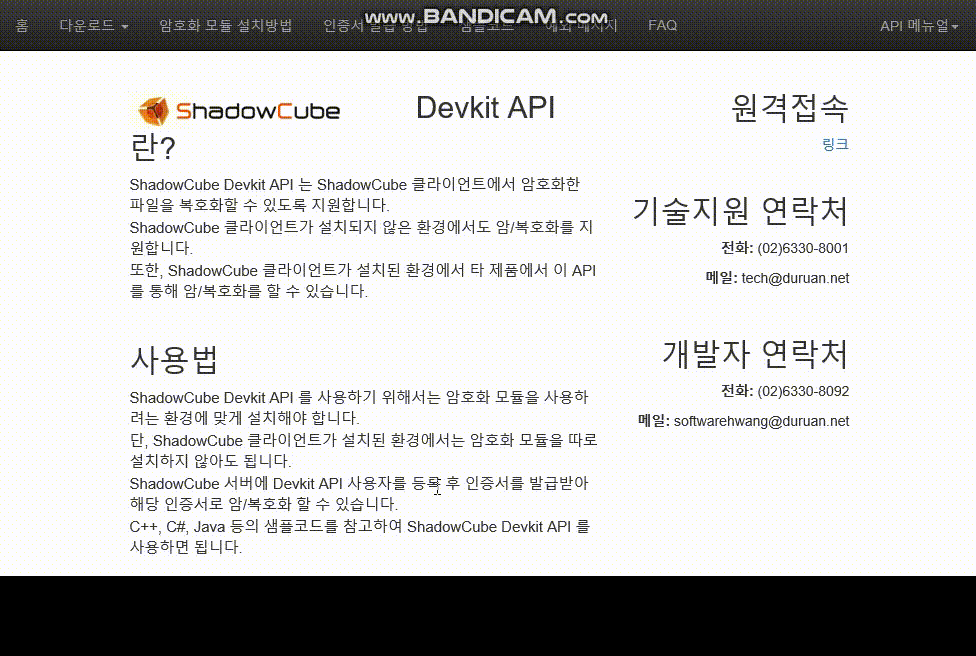 www.BANDICAM.com
홈 다운로드 암호화 모듈 설치방법 인증서 발급 방법 샘플코드 예외 메시지 FAQ API 메뉴얼
ShadowCube Devkit API
란?
ShadowCube Devkit API 는 ShadowCube 클라이언트에서 암호화한
파일을 복호화할 수 있도록 지원합니다.
ShadowCube 클라이언트가 설치되지 않은 환경에서도 암/복호화를 지
원합니다.
또한, ShadowCube 클라이언트가 설치된 환경에서 타 제품에서 이 API
를 통해 암/복호화를 할 수 있습니다.
사용법
ShadowCube Devkit API 를 사용하기 위해서는 암호화 모듈을 사용하
려는 환경에 맞게 설치해야 합니다.
단, ShadowCube 클라이언트가 설치된 환경에서는 암호화 모듈을 따로
설치하지 않아도 됩니다.
ShadowCube 서버에 Devkit API 사용자를 등록 후 인증서를 발급받아
해당 인증서로 암/복호화 할 수 있습니다.
C++, C#, Java 등의 샘플코드를 참고하여 ShadowCube Devkit API 를
사용하면 됩니다.
원격접속
링크
기술지원 연락처
전화: (02)6330-8001
메일: tech@duruan.net
개발자 연락처
전화: (02)6330-8092
메일: softwarehwang@duruan.net